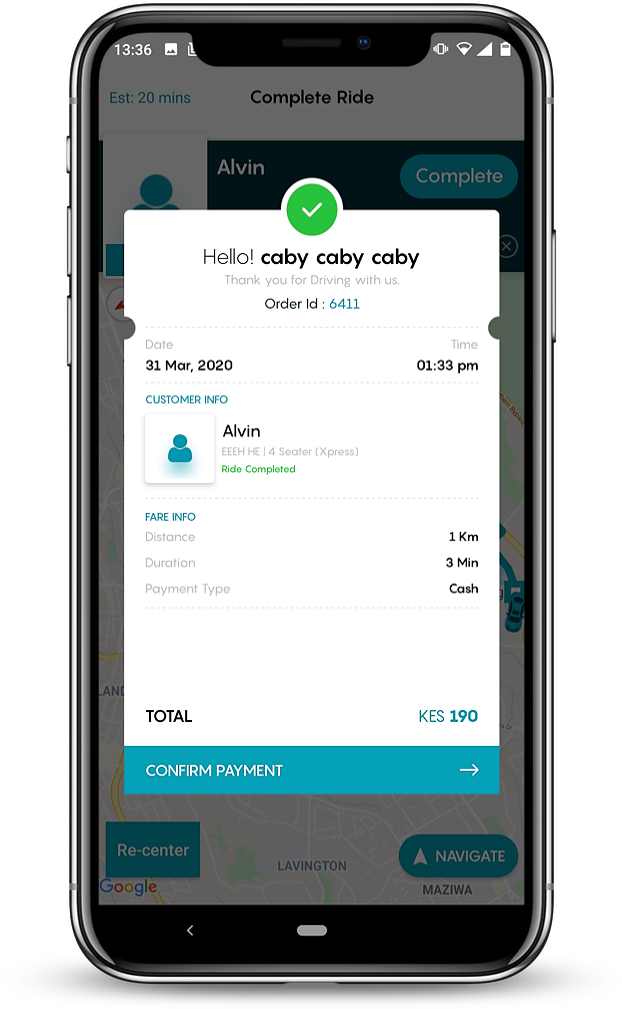 13:36
Est: 20 mins
Complete Ride
Alvin
Complete
Hello! caby caby caby
Thank you for Driving with us.
Order Id : 6411
Date
Time
31 Mar, 2020
01:33 pm
CUSTOMER INFO
Alvin
EEEH HE | 4 Seater (Xpress)
Ride Completed
FARE INFO
Distance
1 Km
Duration
3 Min
Payment Type
Cash
TOTAL
KES 190
CONFIRM PAYMENT
Re-center
NAVIGATE
LAVINGTON
Google
MAZIWA